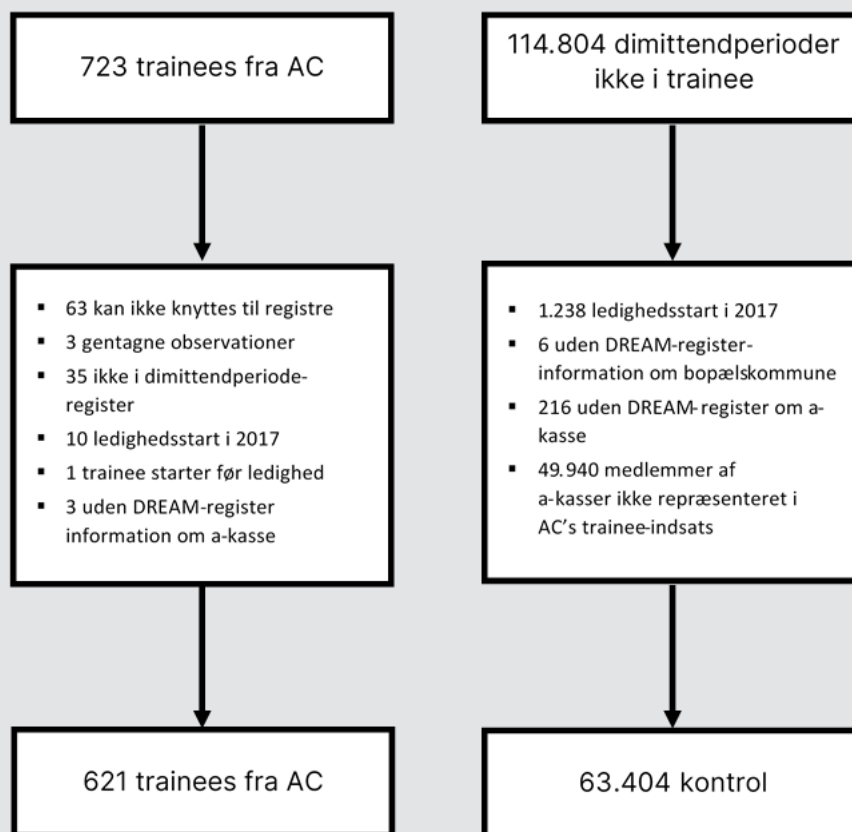 723 trainees fra AC
63 kan ikke knyttes til registre
3 gentagne observationer
35 ikke i dimittendperiode-
register
10 ledighedsstart i 2017
1 trainee starter før ledighed
3 uden DREAM-register
information om a-kasse
621 trainees fra AC
114.804 dimittendperioder
ikke i trainee
1.238 ledighedsstart i 2017
6 uden DREAM-register-
information om bopælskommune
216 uden DREAM-register om a-
kasse
49.940 medlemmer af
a-kasser ikke repræsenteret i
AC's trainee-indsats
63.404 kontrol